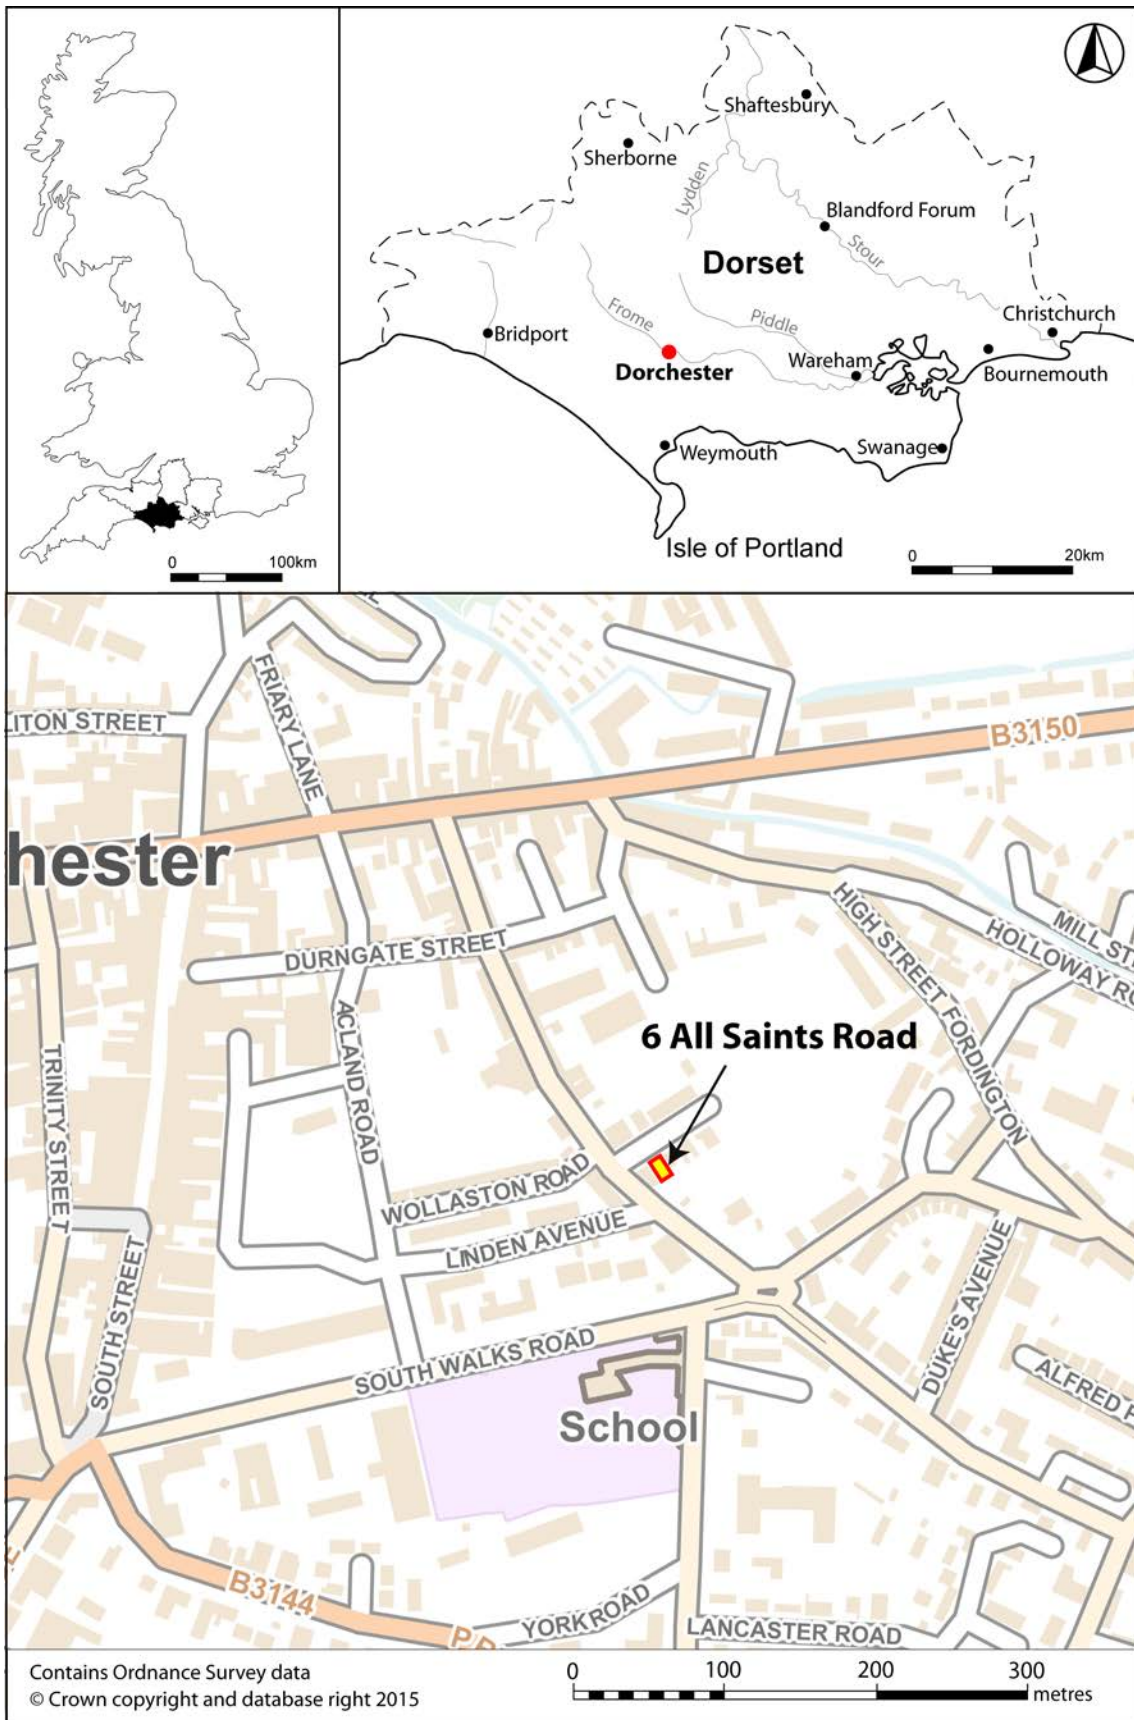 0
100km
Shaftesbury
Sherborne
Lydden
Blandford Forum
Stour
Dorset
Christchurch
Frome
Piddle
Bridport
Wareham
Bournemouth
Dorchester
Weymouth
Swanage
Isle of Portland
0
20km
FRIARY LANE
LITON STREET
B3150
hester
HIGH STREET FORDINGTON
MILL ST
HOLLOWAY RO
DURNGATE STREET
ACLAND ROAD
6 All Saints Road
TRINITY STREET
WOLLASTON ROAD
LINDEN AVENUE
SOUTH STREET
DUKE'S AVENUE
SOUTH WALKS ROAD
ALFRED
School
B3144
YORK ROAD
LANCASTER ROAD
Contains Ordnance Survey data
© Crown copyright and database right 2015
0
100
200
300
metres